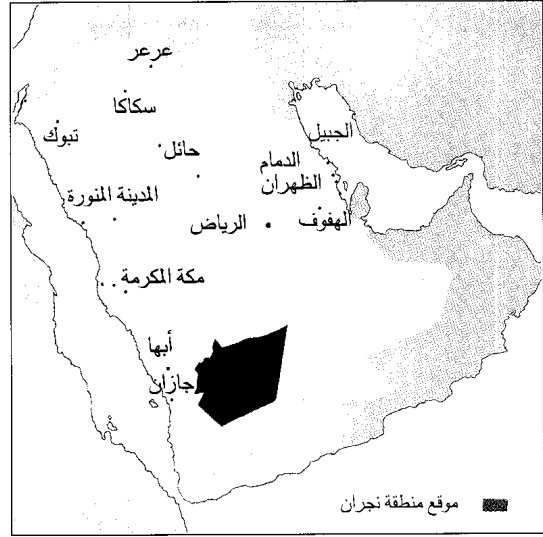 عرعر
سكاكا
تبوك
حائل
الجبيل
الدمام
الظهران
المدينة المنورة
الرياض
الهفوف
مكة المكرمة
أبها
جازان
موقع منطقة نجران